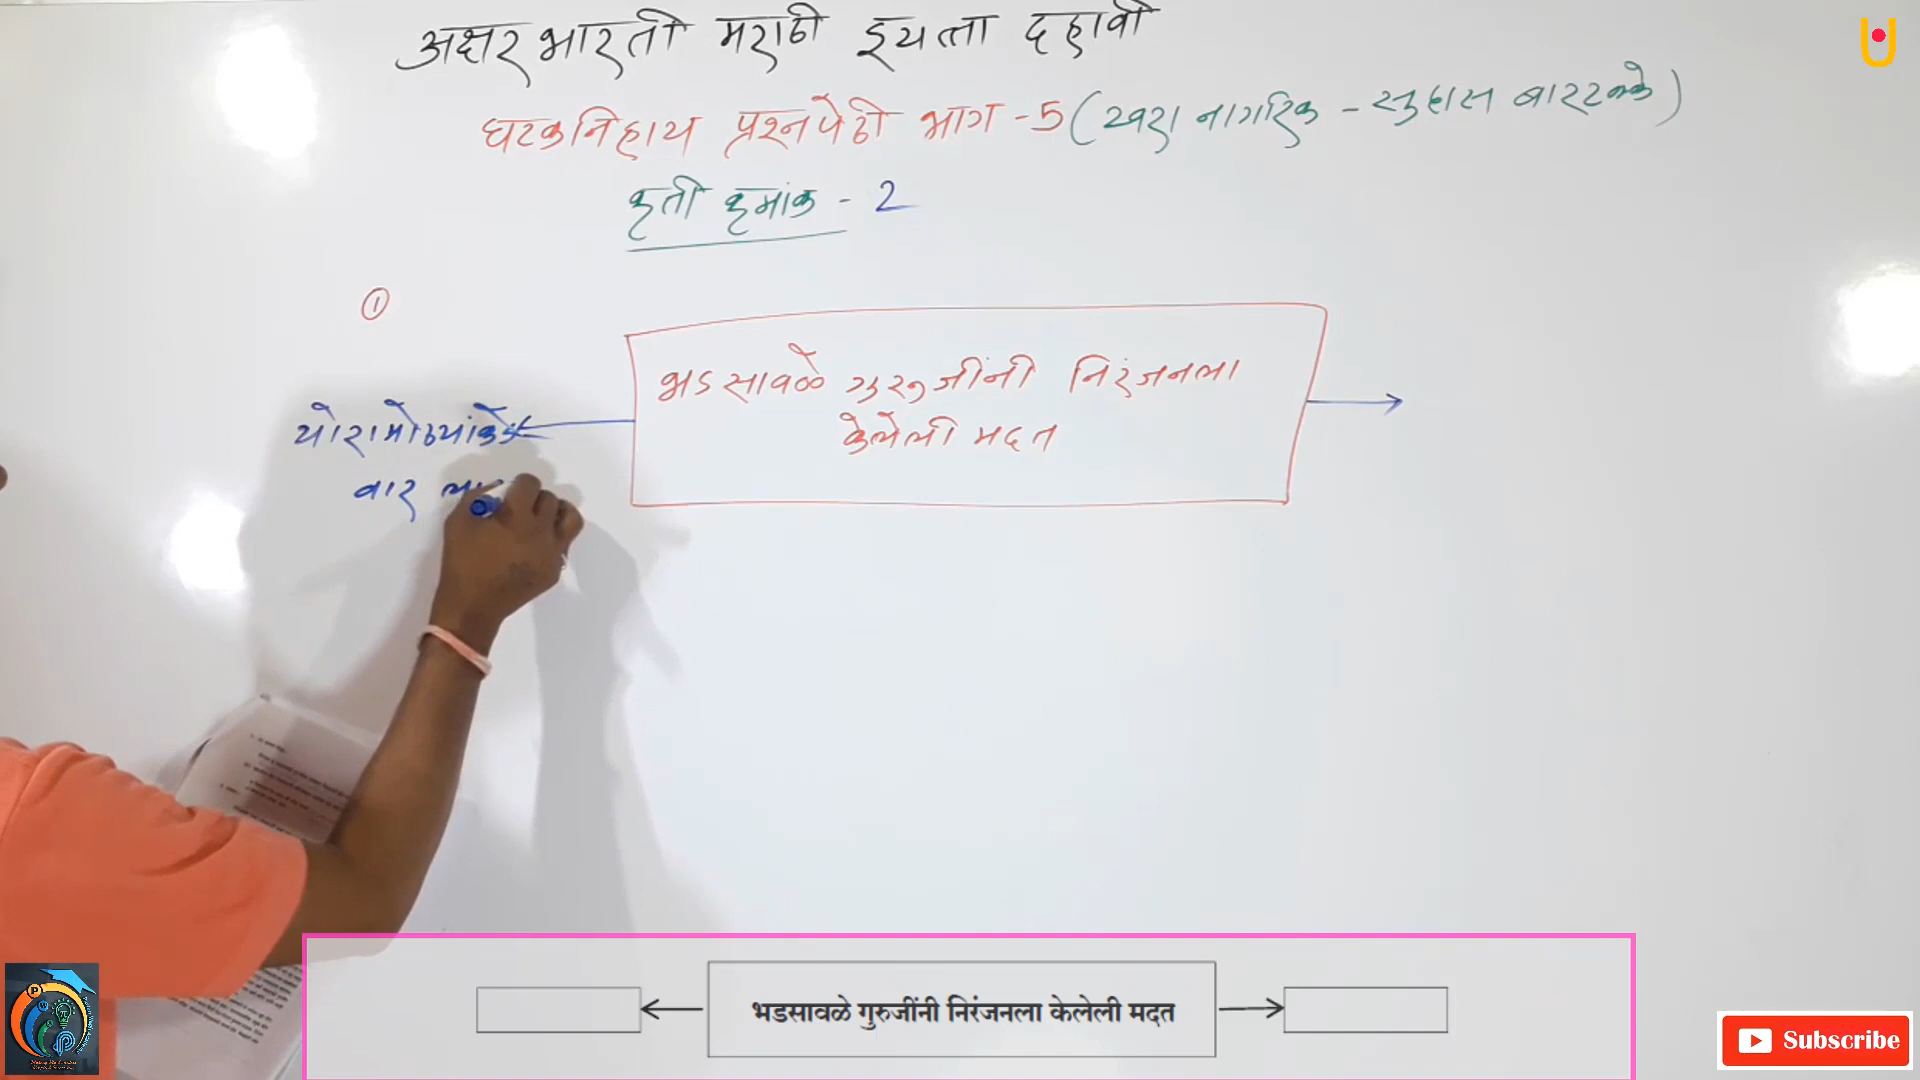 अक्षरभारती मराठी इयत्ता दहावी
घटकनिहाय प्रश्नपेढी भाग - 5 (खरा नागरिक - सुहास बारटक्के)
कृती क्रमांक - 2
①
भडसावळे गुरुजींनी निरंजनला
केलेली मदत
थोरामोठ्यांकडे
वार ला
भडसावळे गुरुजींनी निरंजनला केलेली मदत
Subscribe